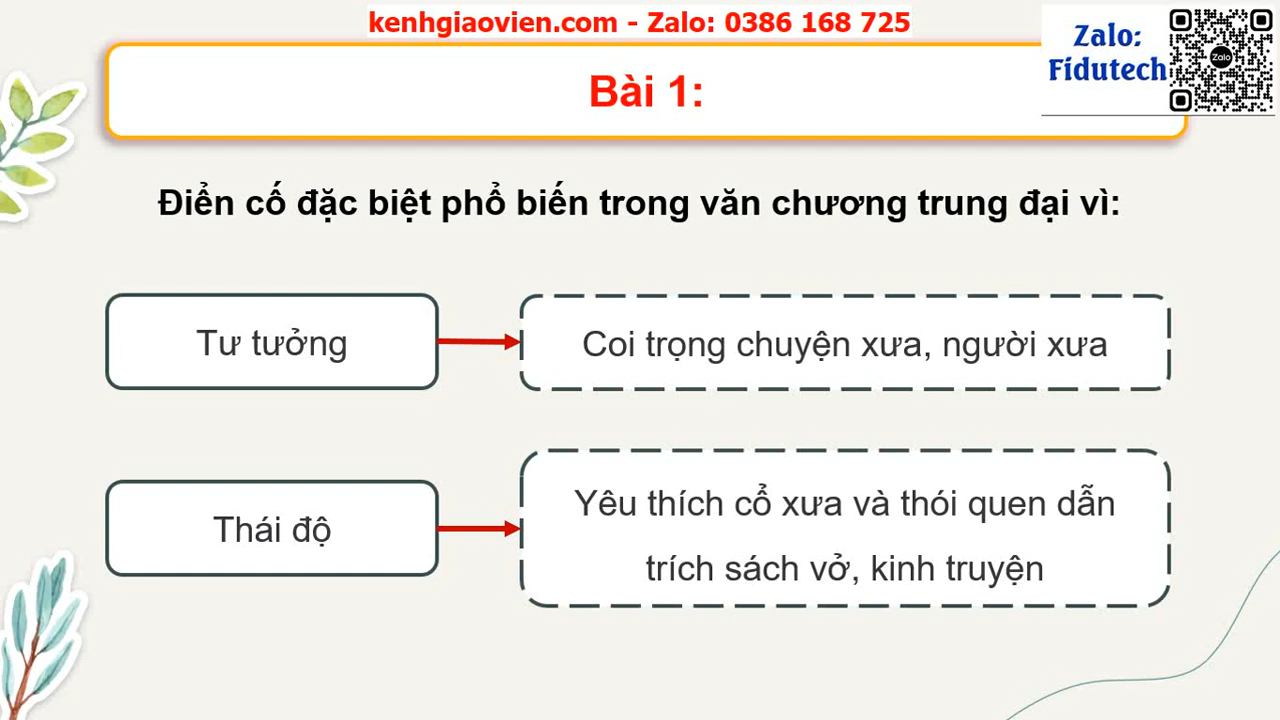 kenhgiaovien.com - Zalo: 0386 168 725
Zalo:
Fidutech
Zalo
Bài 1:
Điển cố đặc biệt phổ biến trong văn chương trung đại vì:
Tư tưởng
Coi trọng chuyện xưa, người xưa
Thái độ
Yêu thích cổ xưa và thói quen dẫn
trích sách vở, kinh truyện